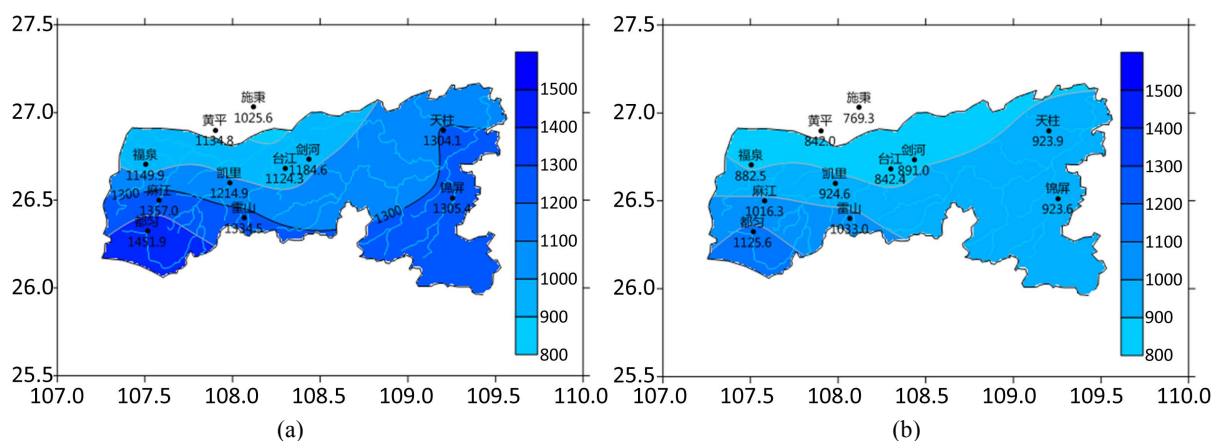 27.5
27.0
26.5
26.0
25.5
107.0
107.5
108.0
108.5
109.0
109.5
施秉
1025.6
黄平
1134.8
天柱
1304.1
剑河
1184.6
台江
1124.3
福泉
1149.9
凯里
1214.9
1300
麻江
1357.0
锦屏
1305.4
雷山
1334.5
1300
都匀
1451.9
1500
1400
1300
1200
1100
1000
900
800
(a)
27.5
27.0
26.5
26.0
25.5
107.0
107.5
108.0
108.5
109.0
109.5
110.0
施秉
769.3
黄平
842.0
天柱
923.9
剑河
891.0
台江
842.4
福泉
882.5
凯里
924.6
麻江
1016.3
锦屏
923.6
雷山
1033.0
都匀
1125.6
1500
1400
1300
1200
1100
1000
900
800
(b)